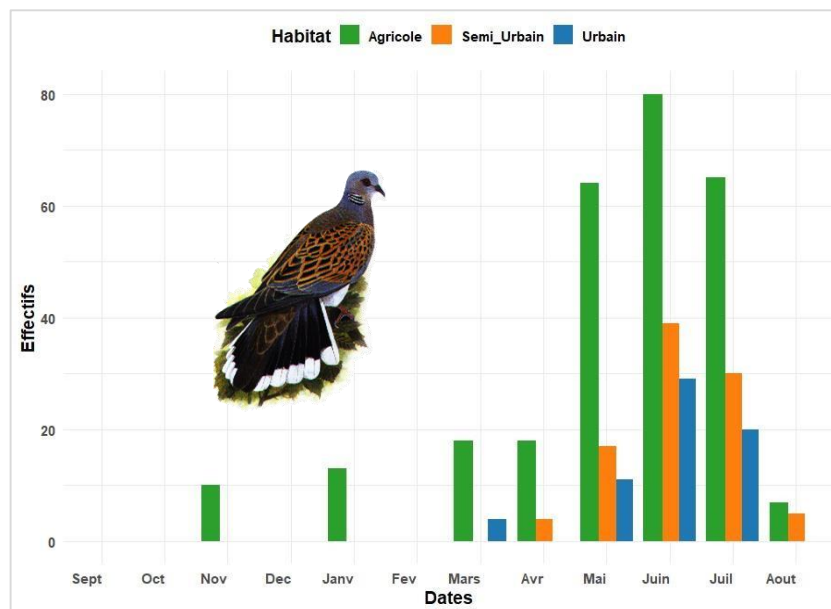 Habitat Agricole Semi_Urbain Urbain
Effectifs
80
60
40
20
0
Sept Oct Nov Dec Janv Fev Mars Avr Mai Juin Juil Aout
Dates